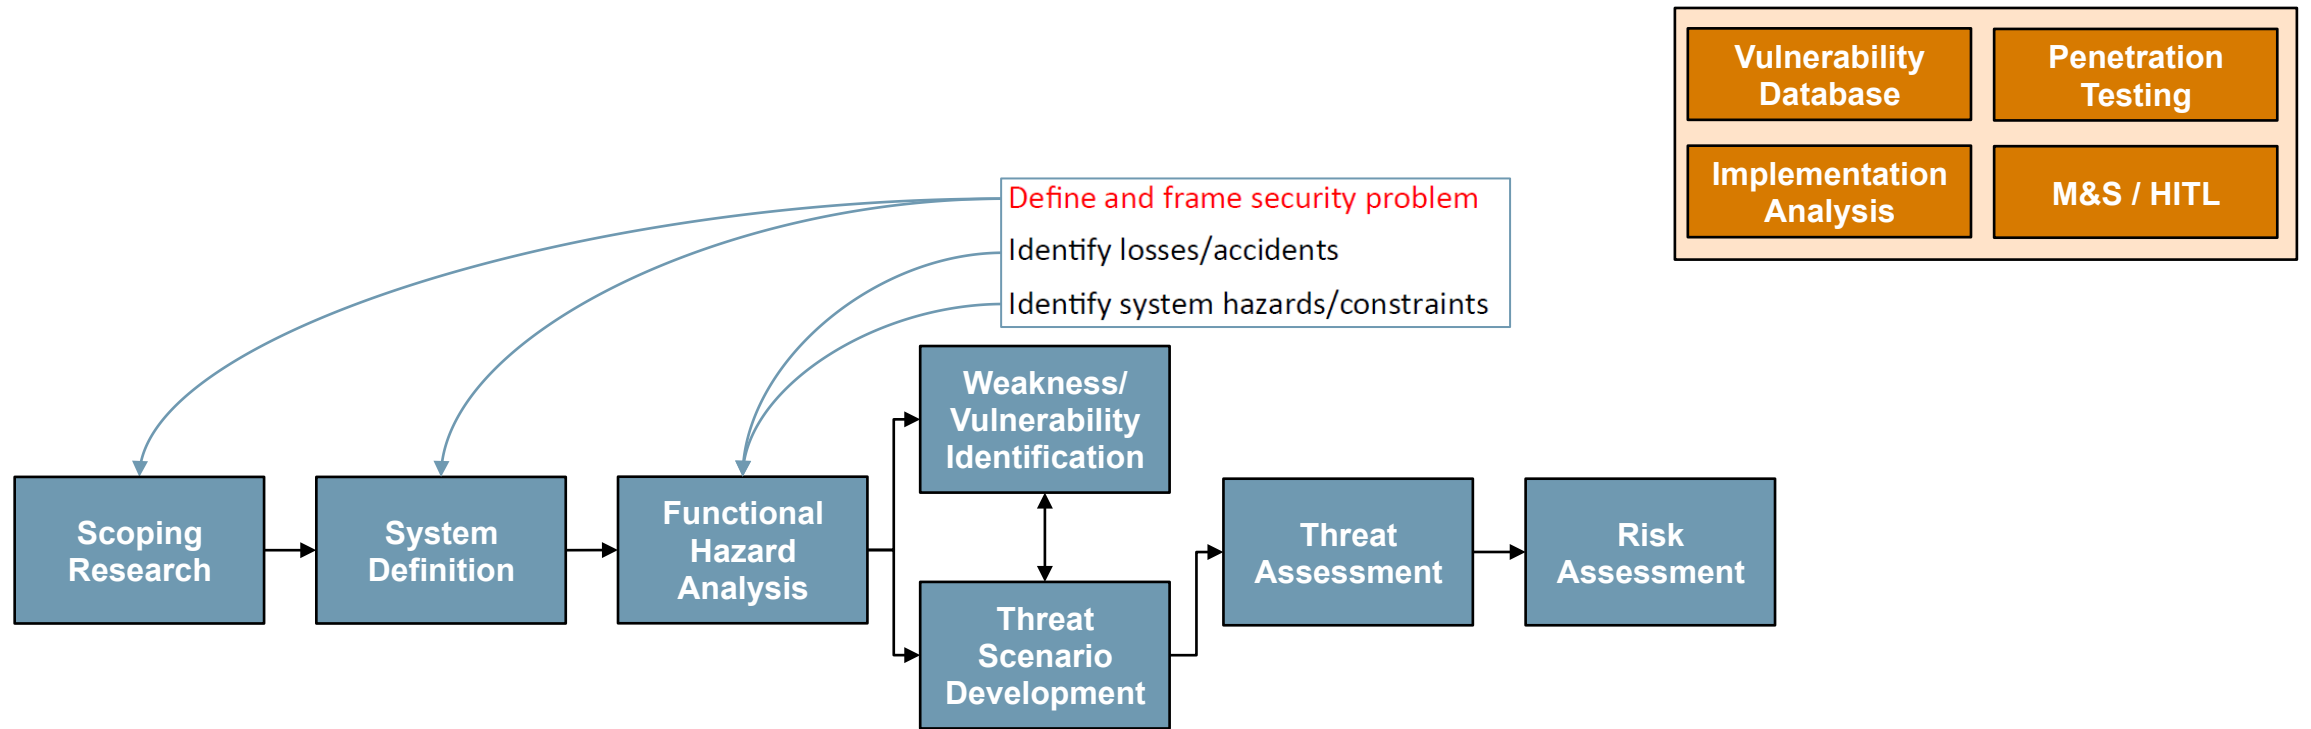 Vulnerability
Database
Penetration
Testing
Implementation
Analysis
M&S / HITL
Define and frame security problem
Identify losses/accidents
Identify system hazards/constraints
Weakness/
Vulnerability
Identification
Scoping
Research
System
Definition
Functional
Hazard
Analysis
Threat
Scenario
Development
Threat
Assessment
Risk
Assessment